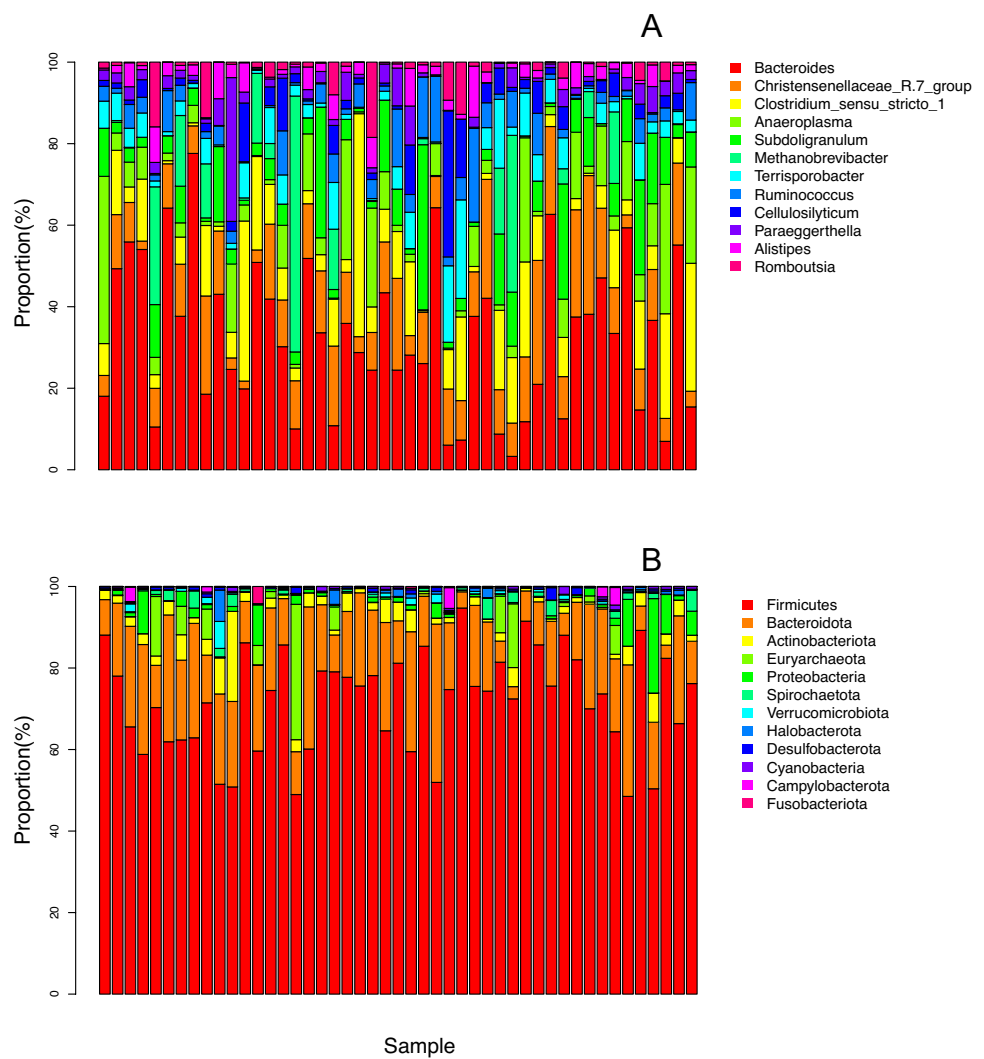 A
Proportion(%)
0
20
40
60
80
100
Bacteroides
Christensenellaceae_R.7_group
Clostridium_sensu_stricto_1
Anaeroplasma
Subdoligranulum
Methanobrevibacter
Terrisporobacter
Ruminococcus
Cellulosilyticum
Paraeggerthella
Alistipes
Romboutsia
B
Proportion(%)
0
20
40
60
80
100
Firmicutes
Bacteroidota
Actinobacteriota
Euryarchaeota
Proteobacteria
Spirochaetota
Verrucomicrobiota
Halobacterota
Desulfobacterota
Cyanobacteria
Campylobacterota
Fusobacteriota
Sample